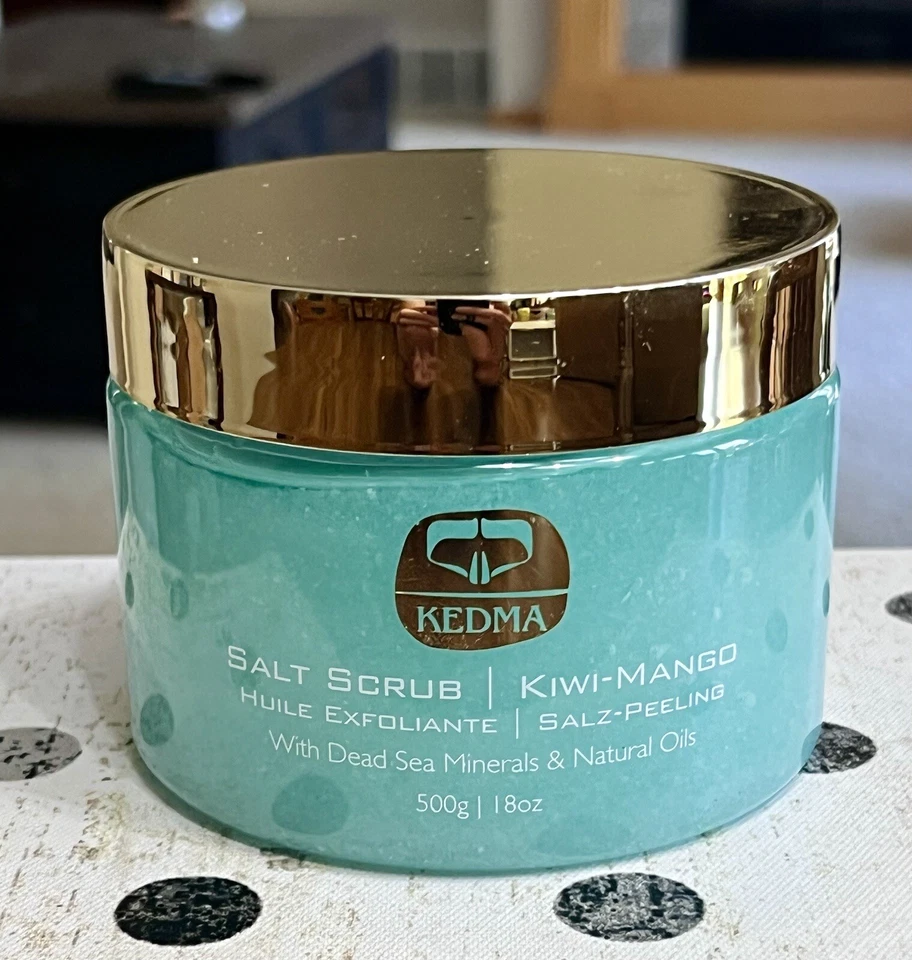 KEDMA
SALT SCRUB | KIWI-MANGO
HUILE EXFOLIANTE | SALZ-PEELING
With Dead Sea Minerals & Natural Oils
500g | 18oz